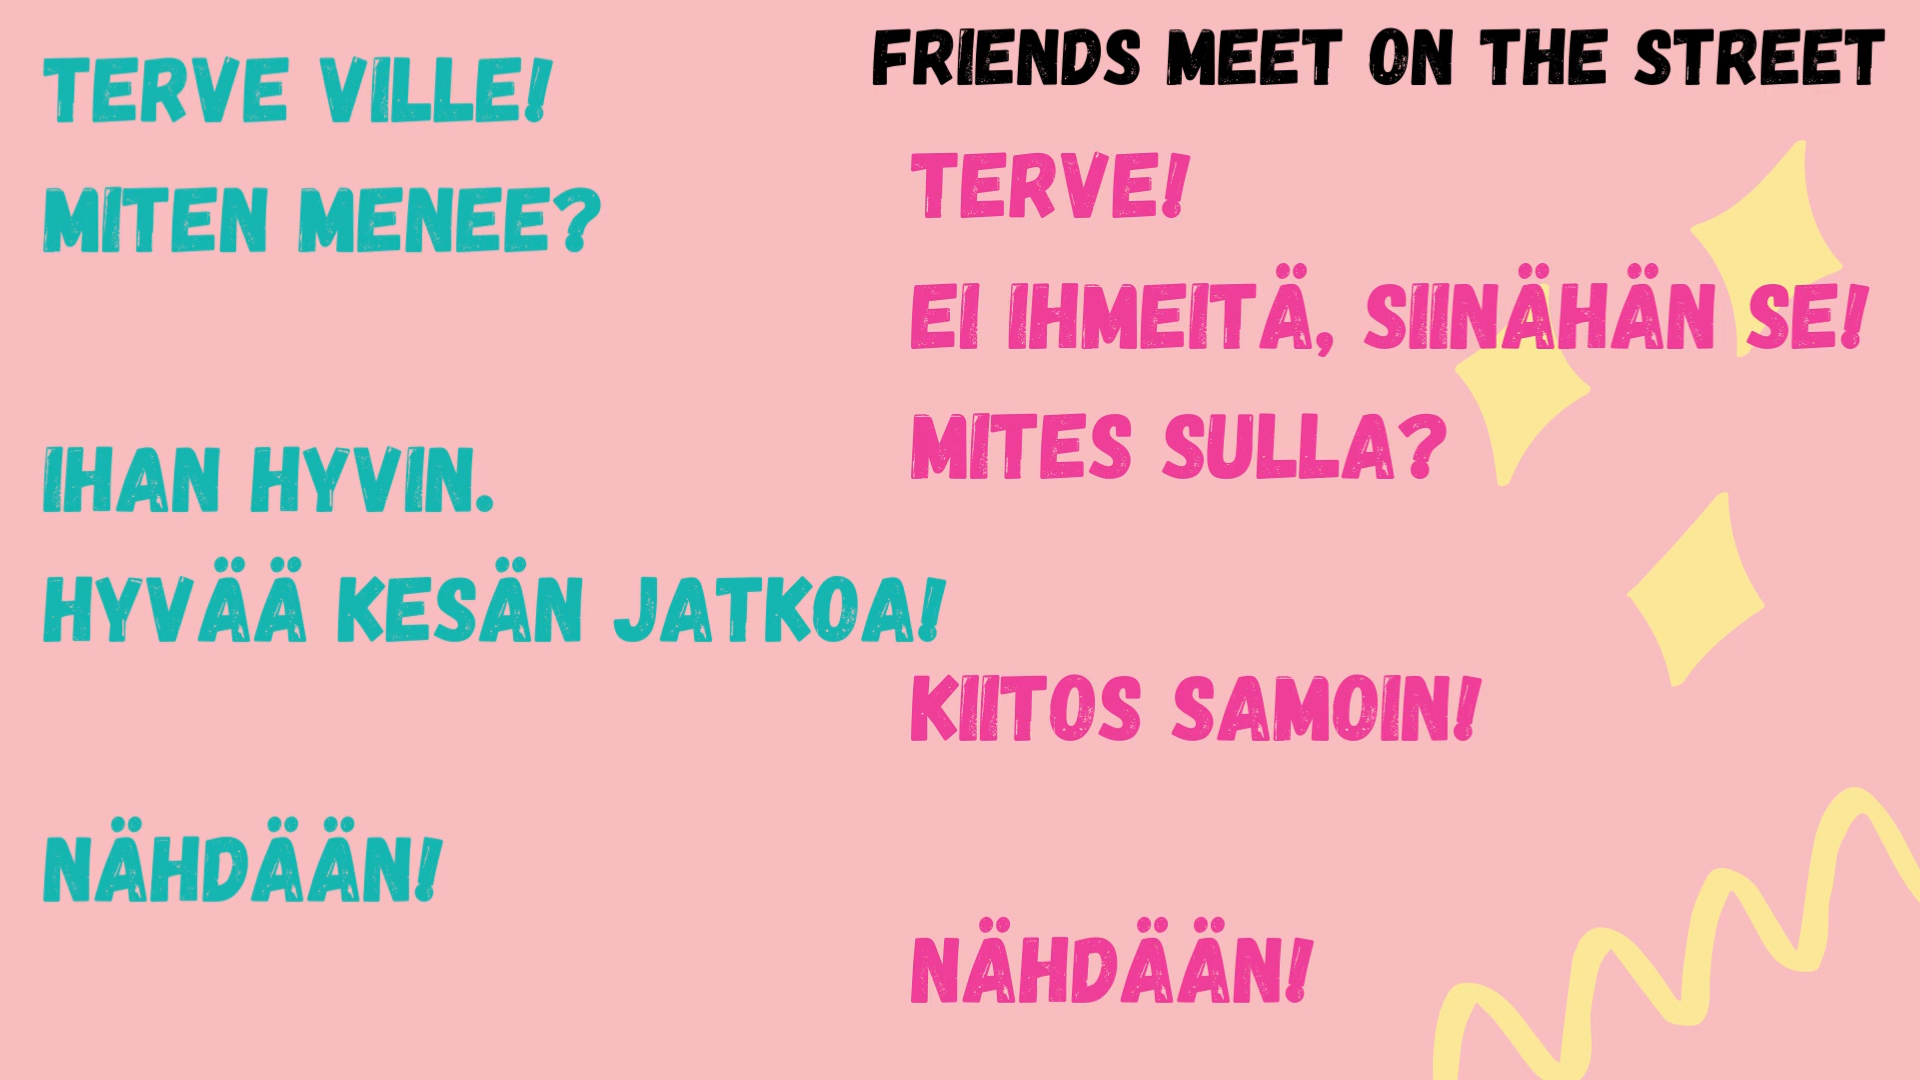 FRIENDS MEET ON THE STREET
TERVE VILLE!
TERVE!
MITEN MENEE?
EI IHMEITÄ, SIINÄHÄN SE!
MITES SULLA?
IHAN HYVIN.
HYVÄÄ KESÄN JATKOA!
KIITOS SAMOIN!
NÄHDÄÄN!
NÄHDÄÄN!